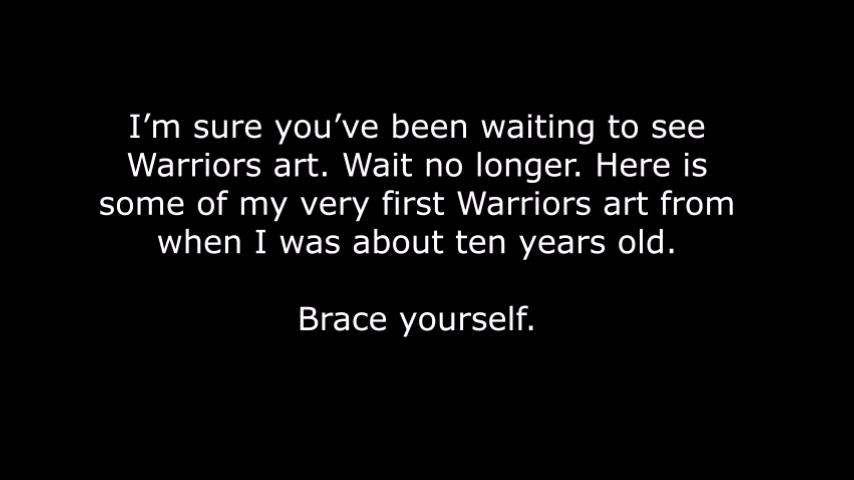 I’m sure you’ve been waiting to see
Warriors art. Wait no longer. Here is
some of my very first Warriors art from
when I was about ten years old.
Brace yourself.